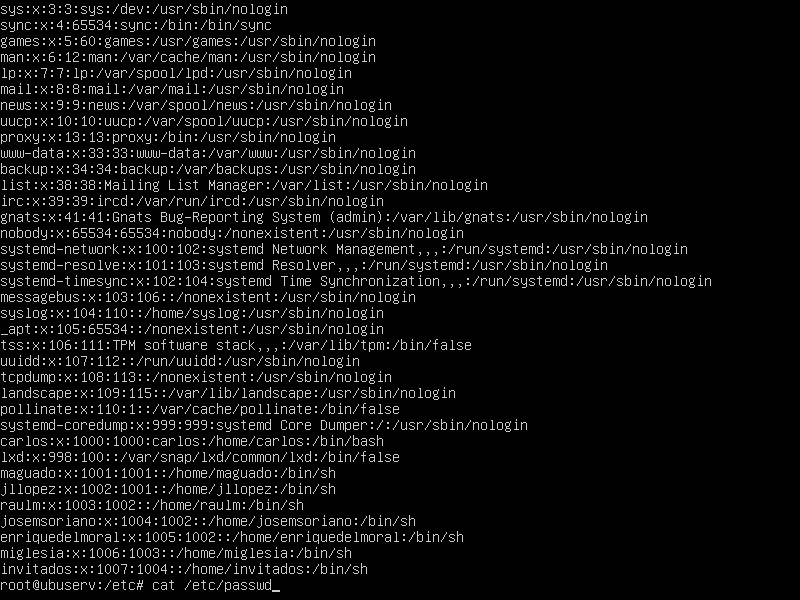 sys:x:3:3:sys:/dev:/usr/sbin/nologin
sync:x:4:65534:sync:/bin:/bin/sync
games:x:5:60:games:/usr/games:/usr/sbin/nologin
man:x:6:12:man:/var/cache/man:/usr/sbin/nologin
lp:x:7:7:lp:/var/spool/lpd:/usr/sbin/nologin
mail:x:8:8:mail:/var/mail:/usr/sbin/nologin
news:x:9:9:news:/var/spool/news:/usr/sbin/nologin
uucp:x:10:10:uucp:/var/spool/uucp:/usr/sbin/nologin
proxy:x:13:13:proxy:/bin:/usr/sbin/nologin
www-data:x:33:33:www-data:/var/www:/usr/sbin/nologin
backup:x:34:34:backup:/var/backups:/usr/sbin/nologin
list:x:38:38:Mailing List Manager:/var/list:/usr/sbin/nologin
irc:x:39:39:ircd:/var/run/ircd:/usr/sbin/nologin
gnats:x:41:41:Gnats Bug-Reporting System (admin):/var/lib/gnats:/usr/sbin/nologin
nobody:x:65534:65534:nobody:/nonexistent:/usr/sbin/nologin
systemd-network:x:100:102:systemd Network Management,,,:/run/systemd:/usr/sbin/nologin
systemd-resolve:x:101:103:systemd Resolver,,,:/run/systemd:/usr/sbin/nologin
systemd-timesync:x:102:104:systemd Time Synchronization,,,:/run/systemd:/usr/sbin/nologin
messagebus:x:103:106::/nonexistent:/usr/sbin/nologin
syslog:x:104:110::/home/syslog:/usr/sbin/nologin
_apt:x:105:65534::/nonexistent:/usr/sbin/nologin
tss:x:106:111:TPM software stack,,,:/var/lib/tpm:/bin/false
uuidd:x:107:112::/run/uuidd:/usr/sbin/nologin
tcpdump:x:108:113::/nonexistent:/usr/sbin/nologin
landscape:x:109:115::/var/lib/landscape:/usr/sbin/nologin
pollinate:x:110:1::/var/cache/pollinate:/bin/false
systemd-coredump:x:999:999:systemd Core Dumper:/:/usr/sbin/nologin
carlos:x:1000:1000:carlos:/home/carlos:/bin/bash
lxd:x:998:100::/var/snap/lxd/common/lxd:/bin/false
maguado:x:1001:1001::/home/maguado:/bin/sh
jllopez:x:1002:1001::/home/jllopez:/bin/sh
raulm:x:1003:1002::/home/raulm:/bin/sh
josemsoriano:x:1004:1002::/home/josemsoriano:/bin/sh
enriquedelmoral:x:1005:1002::/home/enriquedelmoral:/bin/sh
miglesia:x:1006:1003::/home/miglesia:/bin/sh
invitados:x:1007:1004::/home/invitados:/bin/sh
root@ubuserv:/etc# cat /etc/passwd_